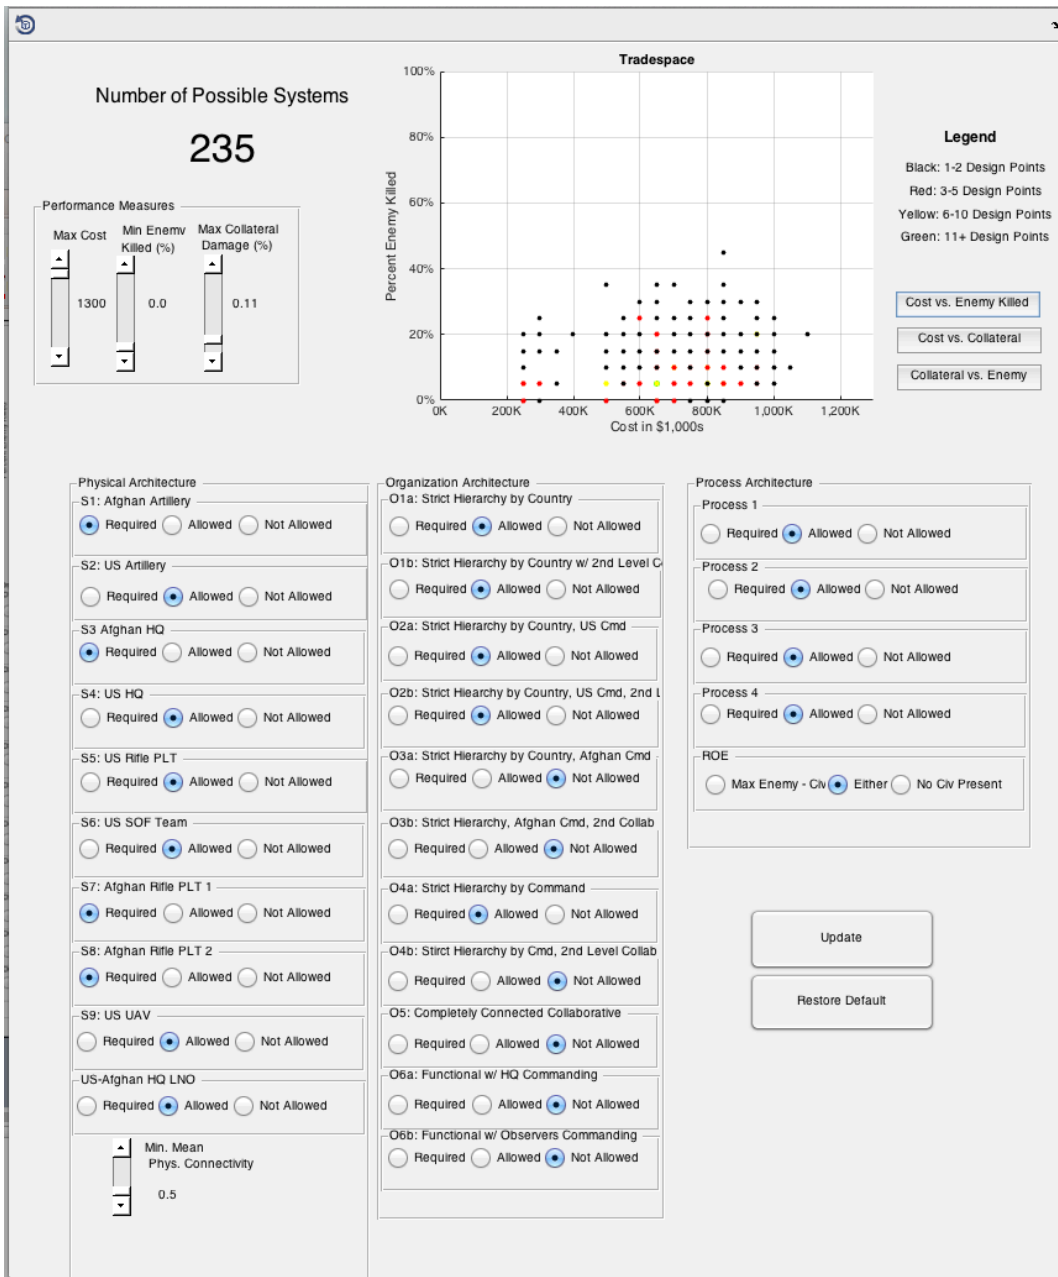 Tradespace
Number of Possible Systems
235
Performance Measures
Max Cost
1300
Min Enemy
Killed (%)
0.0
Max Collateral
Damage (%)
0.11
100%
80%
60%
40%
20%
0%
Percent Enemy Killed
0K 200K 400K 600K 800K 1,000K 1,200K
Cost in $1,000s
Legend
Black: 1-2 Design Points
Red: 3-5 Design Points
Yellow: 6-10 Design Points
Green: 11+ Design Points
Cost vs. Enemy Killed
Cost vs. Collateral
Collateral vs. Enemy
Physical Architecture
S1: Afghan Artillery
Required Allowed Not Allowed
S2: US Artillery
Required Allowed Not Allowed
S3 Afghan HQ
Required Allowed Not Allowed
S4: US HQ
Required Allowed Not Allowed
S5: US Rifle PLT
Required Allowed Not Allowed
S6: US SOF Team
Required Allowed Not Allowed
S7: Afghan Rifle PLT 1
Required Allowed Not Allowed
S8: Afghan Rifle PLT 2
Required Allowed Not Allowed
S9: US UAV
Required Allowed Not Allowed
US-Afghan HQ LNO
Required Allowed Not Allowed
Min. Mean
Phys. Connectivity
0.5
Organization Architecture
O1a: Strict Hierarchy by Country
Required Allowed Not Allowed
O1b: Strict Hierarchy by Country w/ 2nd Level C
Required Allowed Not Allowed
O2a: Strict Hierarchy by Country, US Cmd
Required Allowed Not Allowed
O2b: Strict Hiearchy by Country, US Cmd, 2nd L
Required Allowed Not Allowed
O3a: Strict Hierarchy by Country, Afghan Cmd
Required Allowed Not Allowed
O3b: Strict Hierarchy, Afghan Cmd, 2nd Collab
Required Allowed Not Allowed
O4a: Strict Hierarchy by Command
Required Allowed Not Allowed
O4b: Stirct Hierarchy by Cmd, 2nd Level Collab
Required Allowed Not Allowed
O5: Completely Connected Collaborative
Required Allowed Not Allowed
O6a: Functional w/ HQ Commanding
Required Allowed Not Allowed
O6b: Functional w/ Observers Commanding
Required Allowed Not Allowed
Process Architecture
Process 1
Required Allowed Not Allowed
Process 2
Required Allowed Not Allowed
Process 3
Required Allowed Not Allowed
Process 4
Required Allowed Not Allowed
ROE
Max Enemy - Civ Either No Civ Present
Update
Restore Default